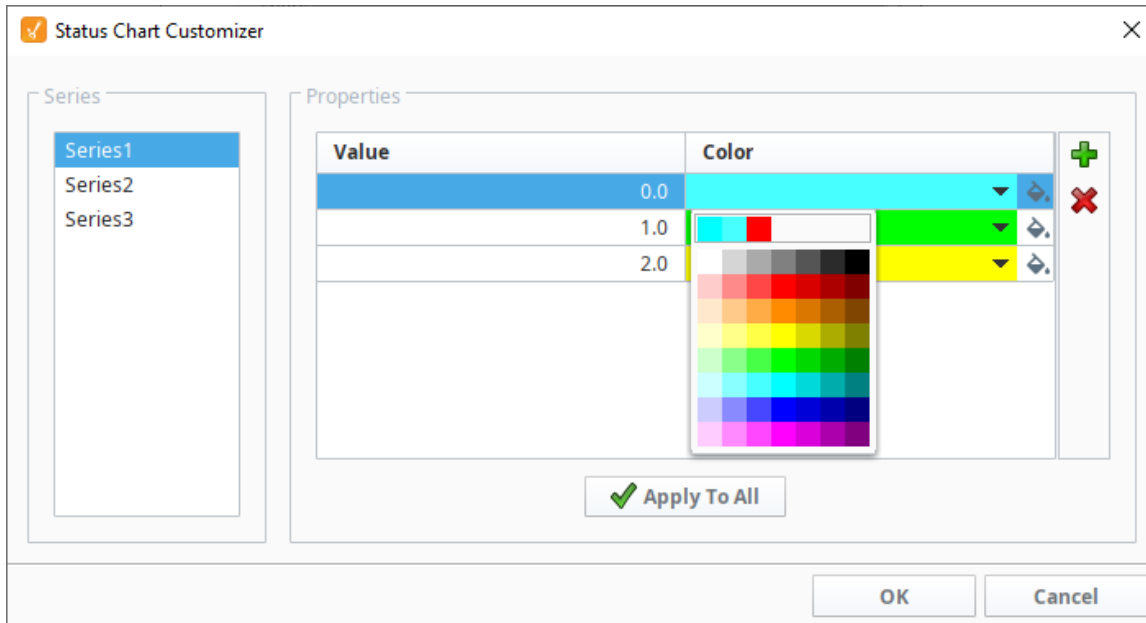 Status Chart Customizer
Series
Series1
Series2
Series3
Properties
Value Color
0.0
1.0
2.0
Apply To All
OK Cancel